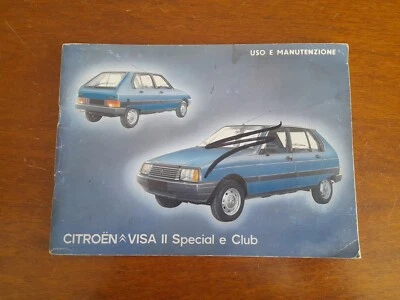 USO E MANUTENZIONE
CITROËN VISA II Special e Club